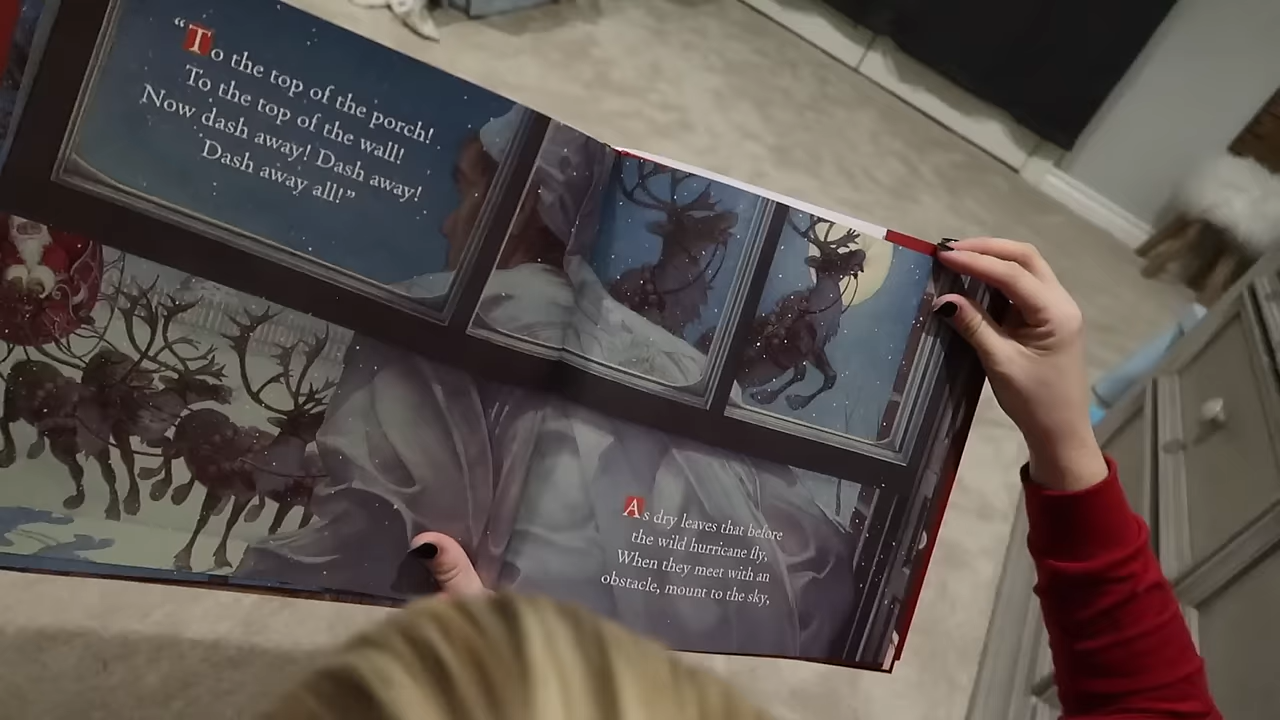 “To the top of the porch!
To the top of the wall!
Now dash away! Dash away!
Dash away all!”
As dry leaves that before
the wild hurricane fly,
When they meet with an
obstacle, mount to the sky,